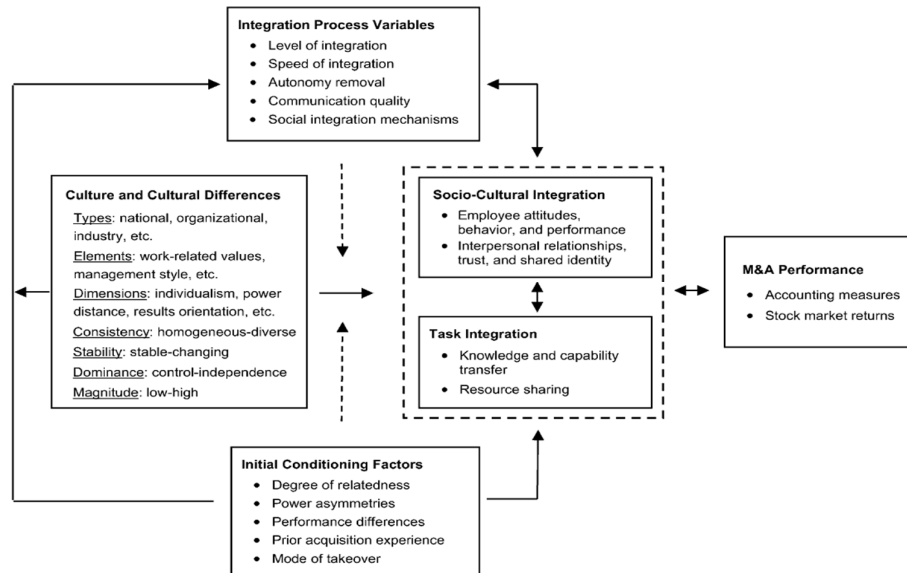 Integration Process Variables
• Level of integration
• Speed of integration
• Autonomy removal
• Communication quality
• Social integration mechanisms
Culture and Cultural Differences
Types: national, organizational,
industry, etc.
Elements: work-related values,
management style, etc.
Dimensions: individualism, power
distance, results orientation, etc.
Consistency: homogeneous-diverse
Stability: stable-changing
Dominance: control-independence
Magnitude: low-high
Socio-Cultural Integration
• Employee attitudes,
behavior, and performance
• Interpersonal relationships,
trust, and shared identity
Task Integration
• Knowledge and capability
transfer
• Resource sharing
M&A Performance
• Accounting measures
• Stock market returns
Initial Conditioning Factors
• Degree of relatedness
• Power asymmetries
• Performance differences
• Prior acquisition experience
• Mode of takeover